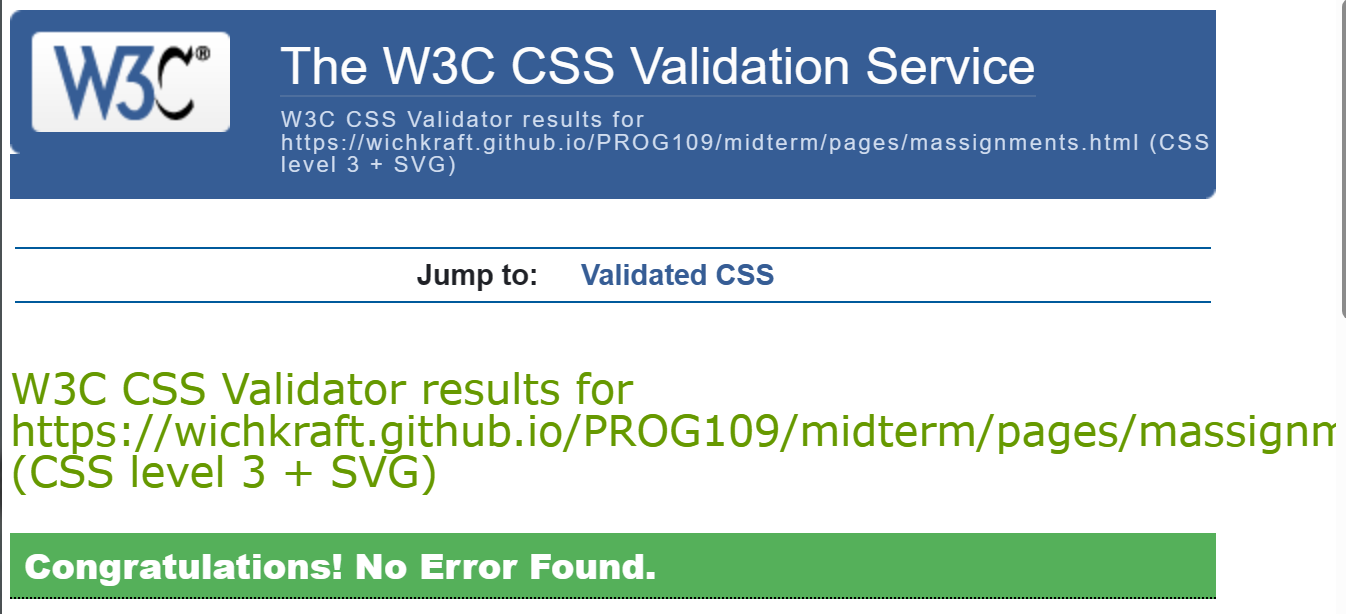 W3C®
The W3C CSS Validation Service
W3C CSS Validator results for
https://wichkraft.github.io/PROG109/midterm/pages/massignments.html (CSS
level 3 + SVG)
Jump to: Validated CSS
W3C CSS Validator results for
https://wichkraft.github.io/PROG109/midterm/pages/massignm
(CSS level 3 + SVG)
Congratulations! No Error Found.